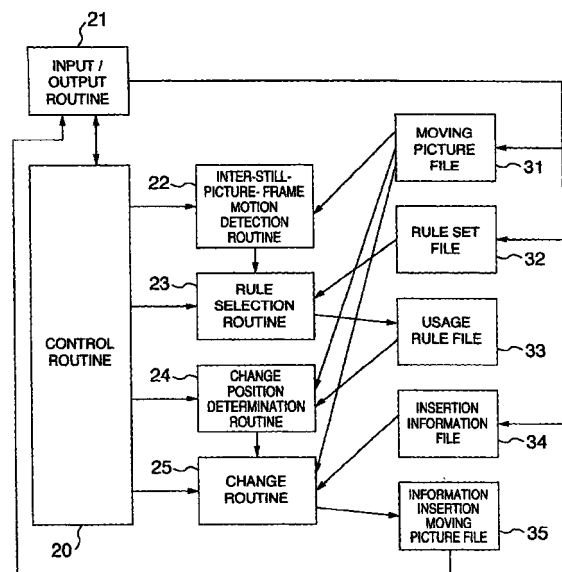 21
INPUT /
OUTPUT
ROUTINE
MOVING
PICTURE
FILE
31
22
INTER-STILL-
PICTURE- FRAME
MOTION
DETECTION
ROUTINE
RULE SET
FILE
32
23
RULE
SELECTION
ROUTINE
USAGE
RULE FILE
33
CONTROL
ROUTINE
24
CHANGE
POSITION
DETERMINATION
ROUTINE
INSERTION
INFORMATION
FILE
34
25
CHANGE
ROUTINE
INFORMATION
INSERTION
MOVING
PICTURE FILE
35
20